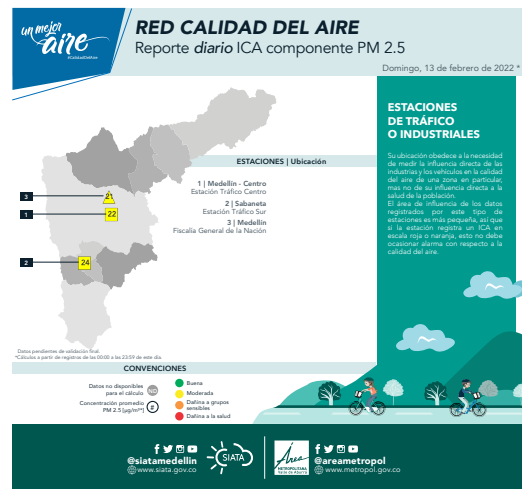 un mejor
aire
#CalidadDelAire
RED CALIDAD DEL AIRE
Reporte diario ICA componente PM 2.5
Domingo, 13 de febrero de 2022 *
ESTACIONES
DE TRÁFICO
O INDUSTRIALES
Su ubicación obedece a la necesidad
de medir la influencia directa de las
industrias y los vehículos en la calidad
del aire de una zona en particular,
mas no de su influencia directa a la
salud de la población.
El área de influencia de los datos
registrados por este tipo de
estaciones es más pequeña, así que
si la estación registra un ICA en
escala roja o naranja, esto no debe
ocasionar alarma con respecto a la
calidad del aire.
ESTACIONES | Ubicación
1 | Medellín - Centro
Estación Tráfico Centro
2 | Sabaneta
Estación Tráfico Sur
3 | Medellín
Fiscalía General de la Nación
3
21
1
22
2
24
Datos pendientes de validación final.
*Cálculos a partir de registros de las 00:00 a las 23:59 de este día.
CONVENCIONES
Datos no disponibles
para el cálculo
ND
Concentración promedio
PM 2.5 [µg/m³*]
#
Buena
Moderada
Dañina a grupos
sensibles
Dañina a la salud
@siatamedellin
www.siata.gov.co
SIATA
Área
METROPOLITANA
Valle de Aburrá
@areametropol
www.metropol.gov.co